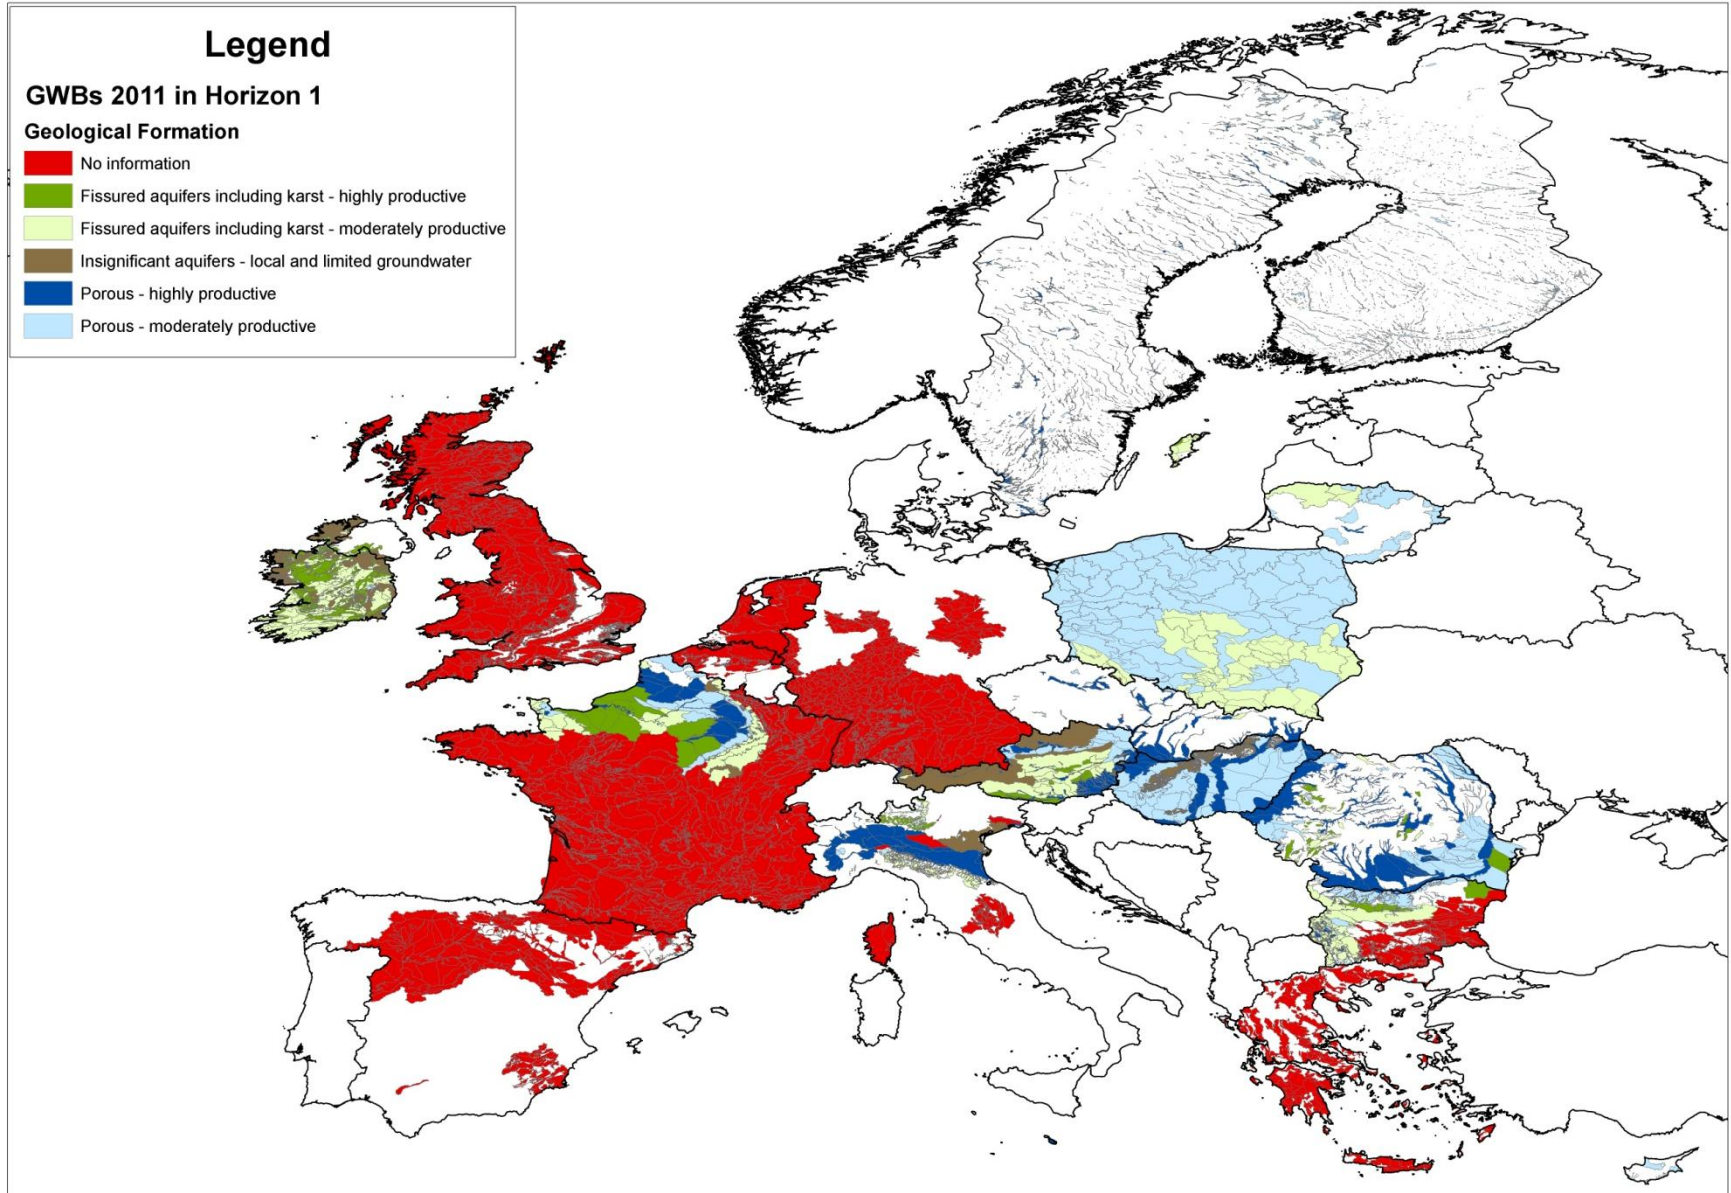 Legend
GWBs 2011 in Horizon 1
Geological Formation
No information
Fissured aquifers including karst - highly productive
Fissured aquifers including karst - moderately productive
Insignificant aquifers - local and limited groundwater
Porous - highly productive
Porous - moderately productive